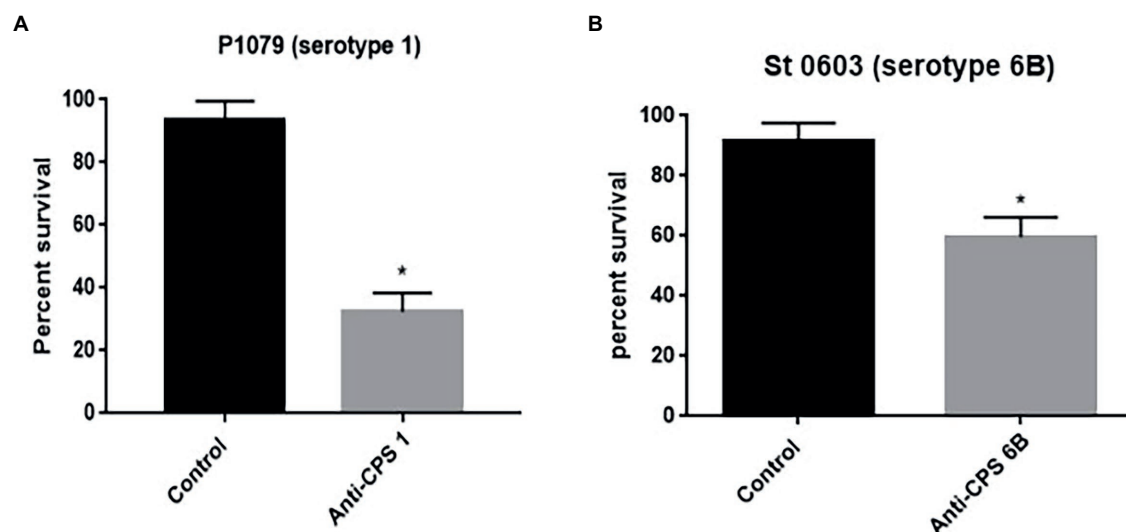 A
P1079 (serotype 1)
Percent survival
100
80
60
40
20
0
*
Control
Anti-CPS 1
B
St 0603 (serotype 6B)
percent survival
100
80
60
40
20
0
*
Control
Anti-CPS 6B